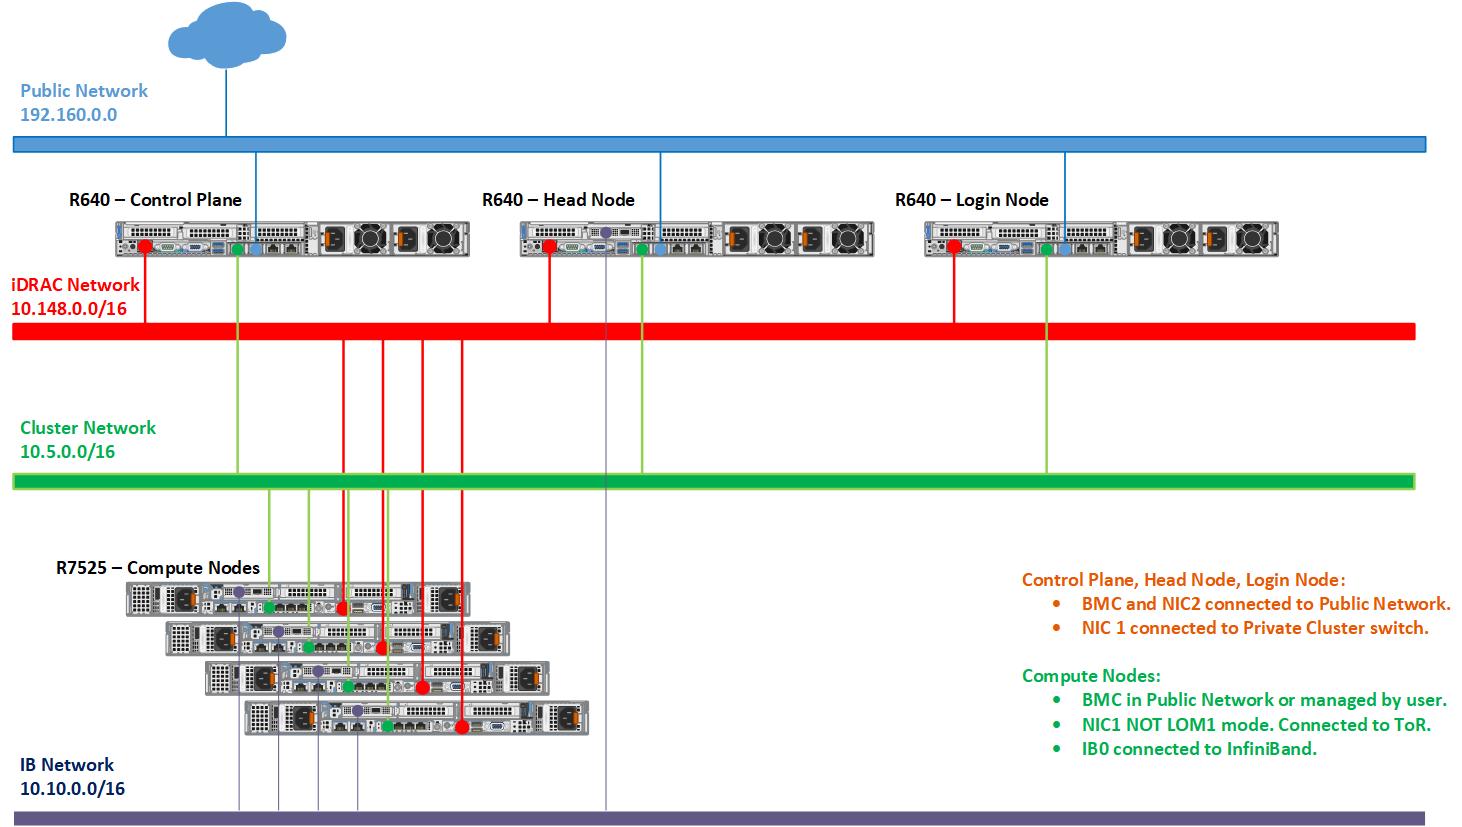 Public Network
192.160.0.0
R640 – Control Plane
R640 – Head Node
R640 – Login Node
iDRAC Network
10.148.0.0/16
Cluster Network
10.5.0.0/16
R7525 – Compute Nodes
Control Plane, Head Node, Login Node:
• BMC and NIC2 connected to Public Network.
• NIC 1 connected to Private Cluster switch.
Compute Nodes:
• BMC in Public Network or managed by user.
• NIC1 NOT LOM1 mode. Connected to ToR.
• IB0 connected to InfiniBand.
IB Network
10.10.0.0/16